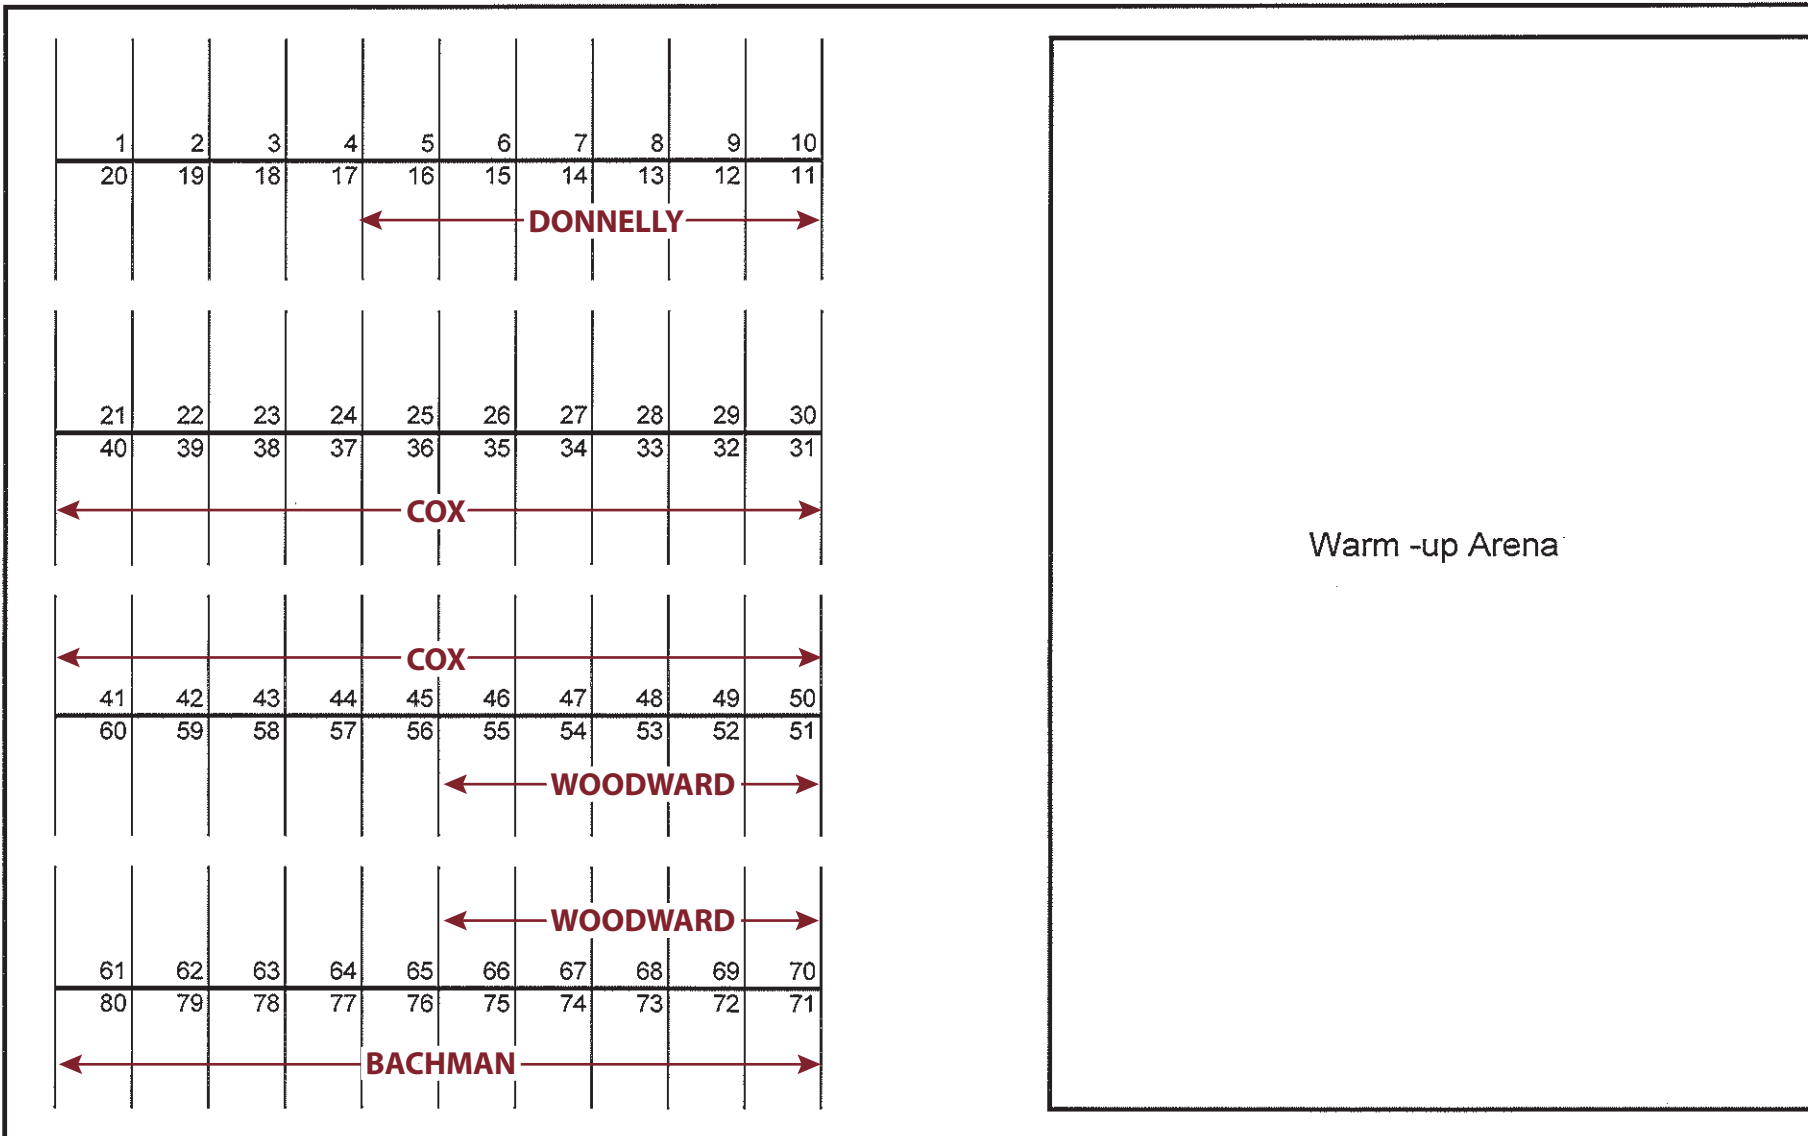 1 2 3 4 5 6 7 8 9 10
20 19 18 17 16 15 14 13 12 11
DONNELLY
21 22 23 24 25 26 27 28 29 30
40 39 38 37 36 35 34 33 32 31
COX
Warm -up Arena
COX
41 42 43 44 45 46 47 48 49 50
60 59 58 57 56 55 54 53 52 51
WOODWARD
WOODWARD
61 62 63 64 65 66 67 68 69 70
80 79 78 77 76 75 74 73 72 71
BACHMAN